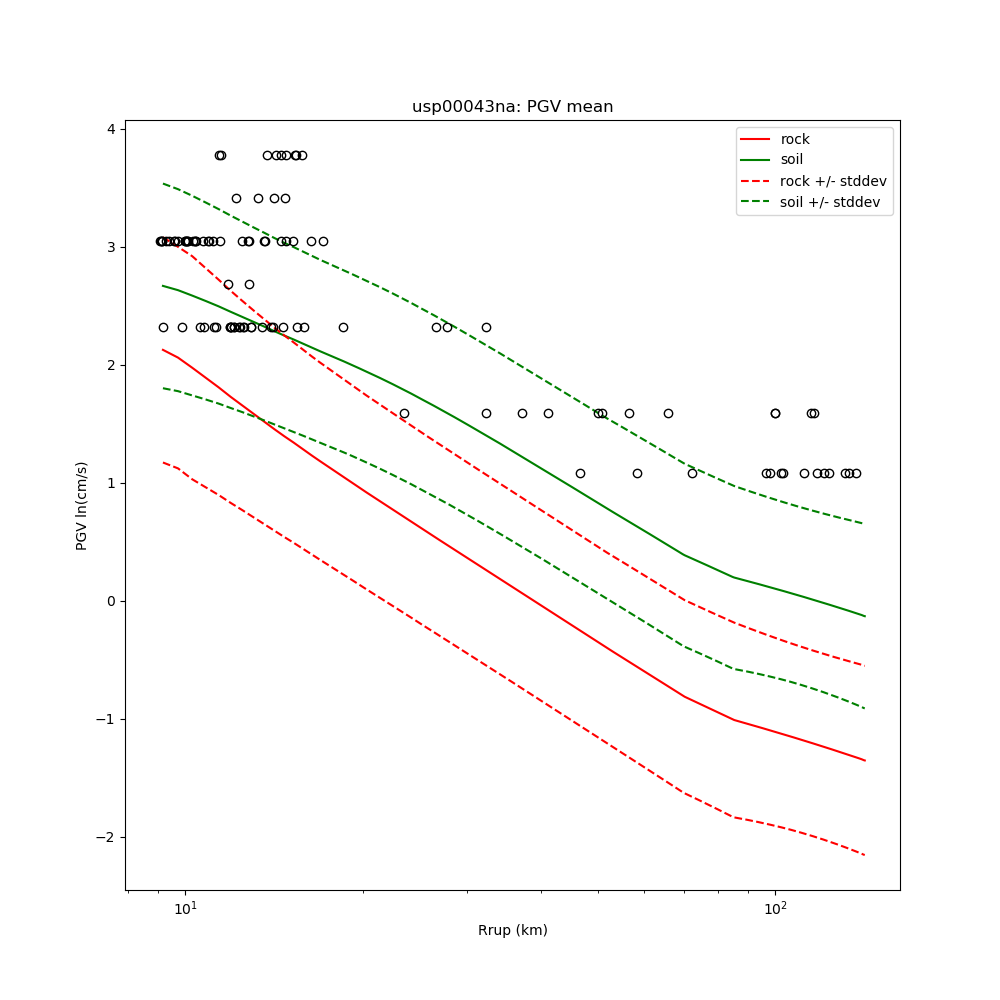 usp00043na: PGV mean
rock
soil
rock +/- stddev
soil +/- stddev
PGV ln(cm/s)
4
3
2
1
0
−1
−2
10¹
10²
Rrup (km)